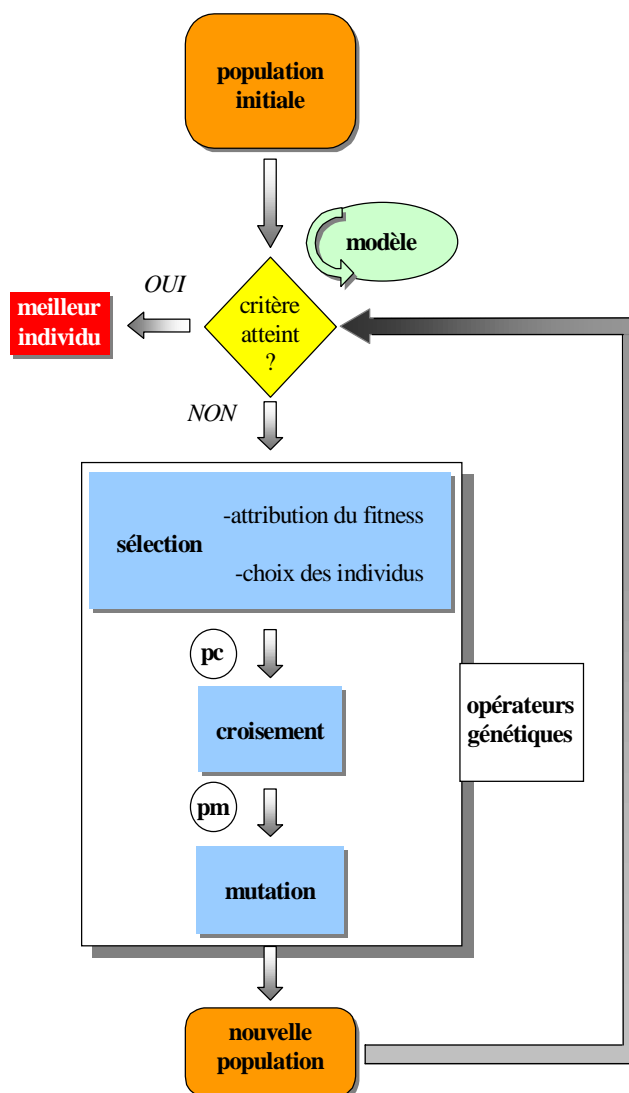 population
initiale
modèle
OUI
meilleur
individu
critère
atteint
?
NON
-attribution du fitness
sélection
-choix des individus
pc
croisement
opérateurs
génétiques
pm
mutation
nouvelle
population